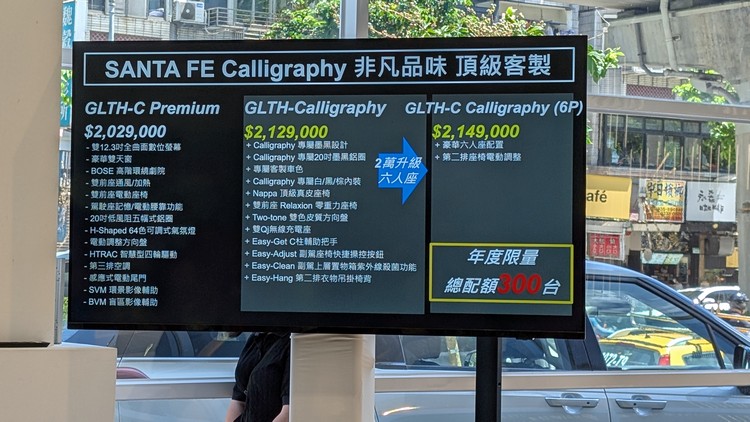 SANTA FE Calligraphy 非凡品味 頂級客製
GLTH-C Premium
$2,029,000
- 雙12.3吋全曲面數位螢幕
- 豪華雙天窗
- BOSE 高階環繞劇院
- 雙前座通風/加熱
- 雙前座電動座椅
- 駕駛座記憶/電動腰靠功能
- 20吋低風阻五幅式鋁圈
- H-Shaped 64色可調式氣氛燈
- 電動調整方向盤
- HTRAC 智慧型四輪驅動
- 第三排空調
- 感應式電動尾門
- SVM 環景影像輔助
- BVM 盲區影像輔助
GLTH-Calligraphy
$2,129,000
+ Calligraphy 專屬墨黑設計
+ Calligraphy 專屬20吋墨黑鋁圈
+ 專屬客製車色
+ Calligraphy 專屬白/黑/棕內裝
+ Nappa 頂級真皮座椅
+ 雙前座 Relaxion 零重力座椅
+ Two-tone 雙色皮質方向盤
+ 雙Qi無線充電座
+ Easy-Get C柱輔助把手
+ Easy-Adjust 副駕座椅快捷操控按鈕
+ Easy-Clean 副駕上層置物箱紫外線殺菌功能
+ Easy-Hang 第二排衣物吊掛椅背
2萬升級
六人座
GLTH-C Calligraphy (6P)
$2,149,000
+ 豪華六人座配置
+ 第二排座椅電動調整
年度限量
總配額300台
afé